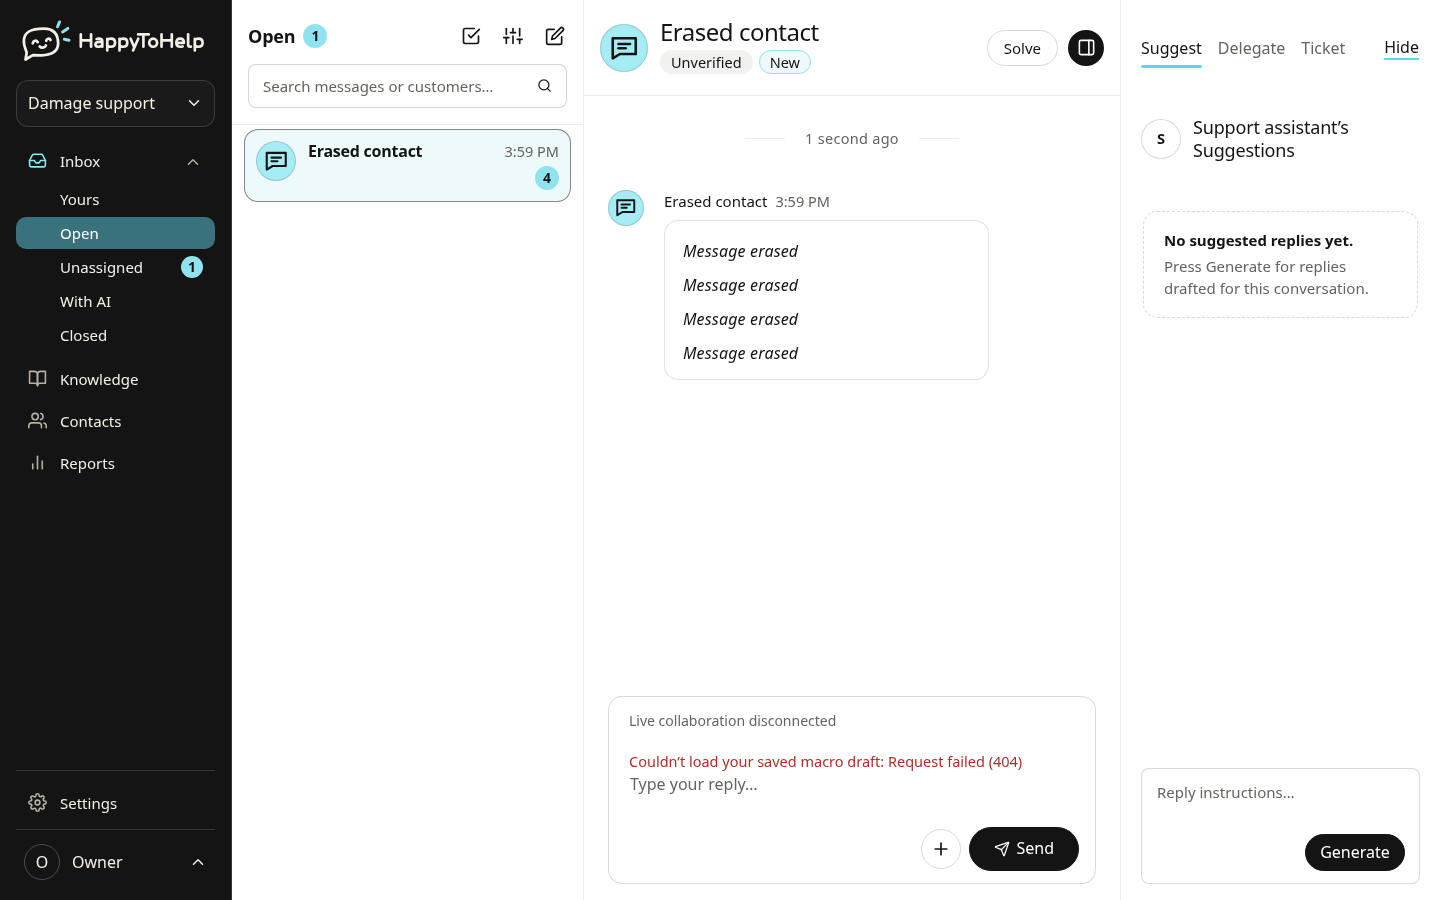 HappyToHelp
Damage support
Inbox
Yours
Open
Unassigned 1
With AI
Closed
Knowledge
Contacts
Reports
Settings
O Owner
Open 1
Search messages or customers...
Erased contact 3:59 PM
4
Erased contact
Unverified New
Solve
1 second ago
Erased contact 3:59 PM
Message erased
Message erased
Message erased
Message erased
Live collaboration disconnected
Couldn't load your saved macro draft: Request failed (404)
Type your reply...
Send
Suggest Delegate Ticket Hide
S
Support assistant’s
Suggestions
No suggested replies yet.
Press Generate for replies
drafted for this conversation.
Reply instructions...
Generate